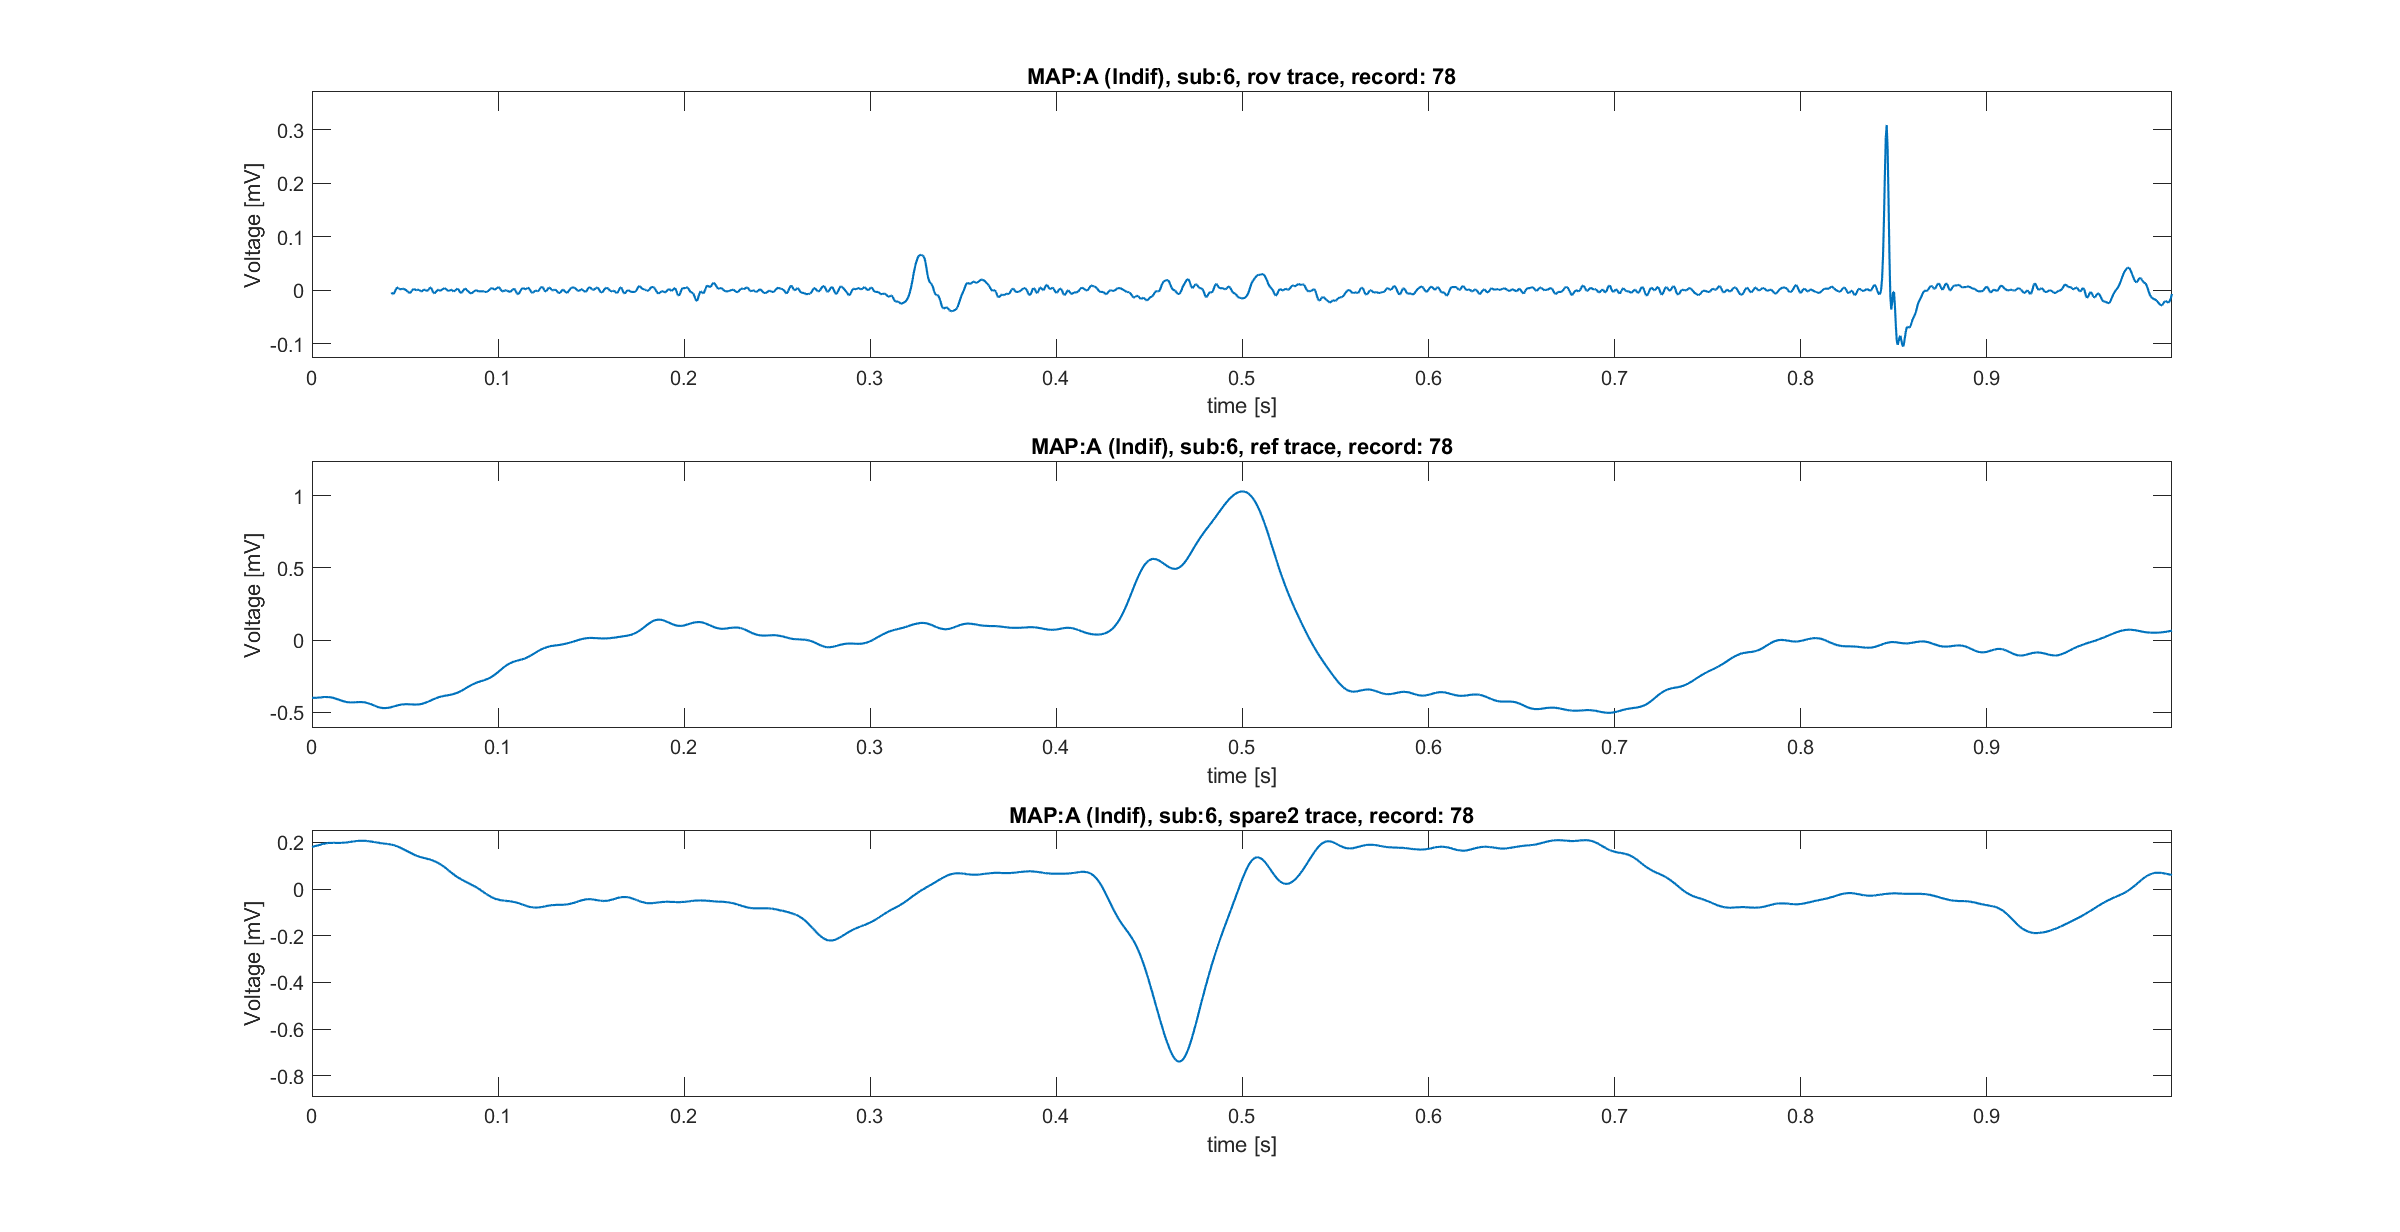 MAP:A (Indif), sub:6, rov trace, record: 78
0.3
0.2
0.1
0
-0.1
Voltage [mV]
0 0.1 0.2 0.3 0.4 0.5 0.6 0.7 0.8 0.9
time [s]
MAP:A (Indif), sub:6, ref trace, record: 78
1
0.5
0
-0.5
Voltage [mV]
0 0.1 0.2 0.3 0.4 0.5 0.6 0.7 0.8 0.9
time [s]
MAP:A (Indif), sub:6, spare2 trace, record: 78
0.2
0
-0.2
-0.4
-0.6
-0.8
Voltage [mV]
0 0.1 0.2 0.3 0.4 0.5 0.6 0.7 0.8 0.9
time [s]